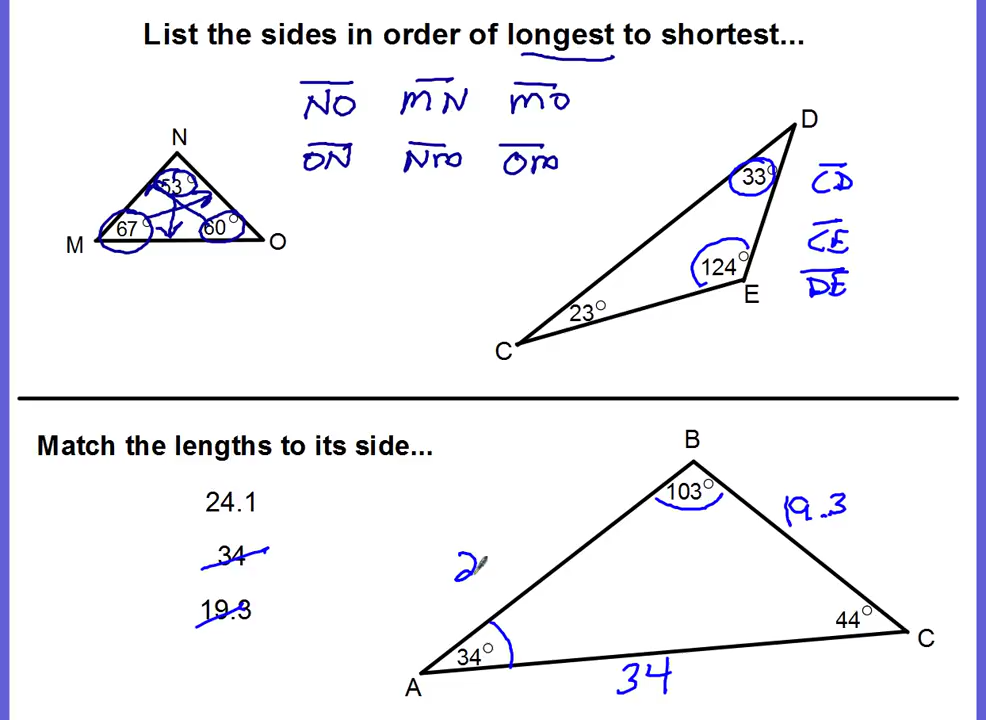 List the sides in order of longest to shortest...
NO MN MO
ON NM OM
N
53°
M 67° 60° O
D
33°
CD
CE
DE
124°
E
23°
C
Match the lengths to its side...
24.1
34
19.3
B
103°
19.3
2
34°
44°
C
A
34